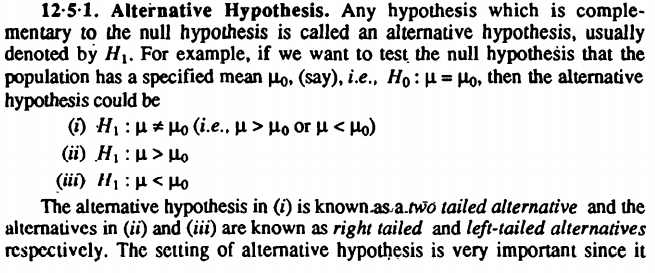 12·5·1. Alternative Hypothesis. Any hypothesis which is comple-
mentary to the null hypothesis is called an alternative hypothesis, usually
denoted by H₁. For example, if we want to test the null hypothesis that the
population has a specified mean μ₀, (say), i.e., H₀ : μ = μ₀, then the alternative
hypothesis could be
(i) H₁ : μ ≠ μ₀ (i.e., μ > μ₀ or μ < μ₀)
(ii) H₁ : μ > μ₀
(iii) H₁ : μ < μ₀
The alternative hypothesis in (i) is known as a two tailed alternative and the
alternatives in (ii) and (iii) are known as right tailed and left-tailed alternatives
respectively. The setting of alternative hypothesis is very important since it